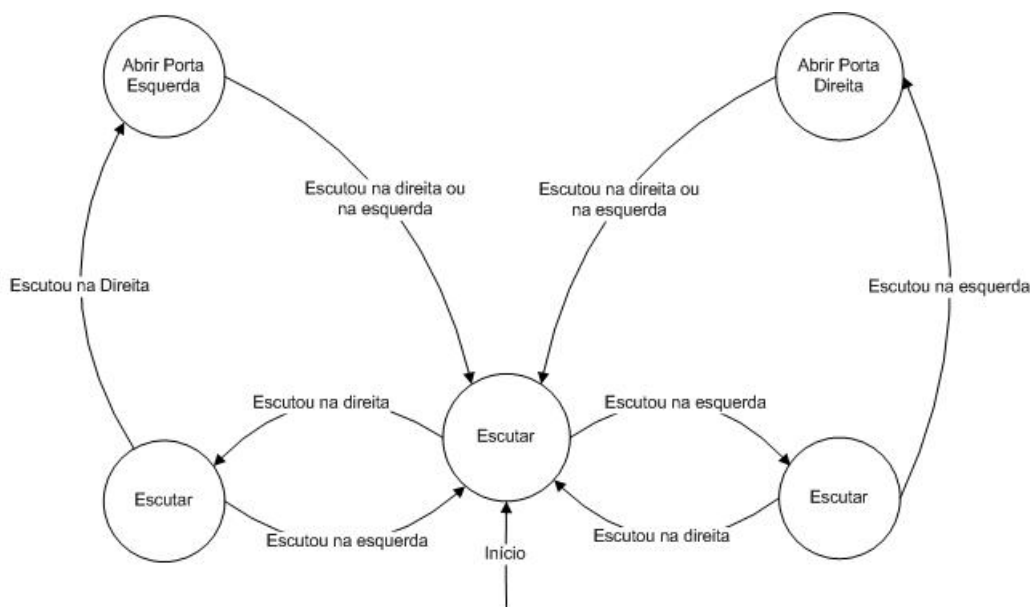 Abrir Porta
Esquerda
Abrir Porta
Direita
Escutou na direita ou
na esquerda
Escutou na direita ou
na esquerda
Escutou na Direita
Escutou na esquerda
Escutou na direita
Escutou na esquerda
Escutar
Escutar
Escutar
Escutou na esquerda
Escutou na direita
Início